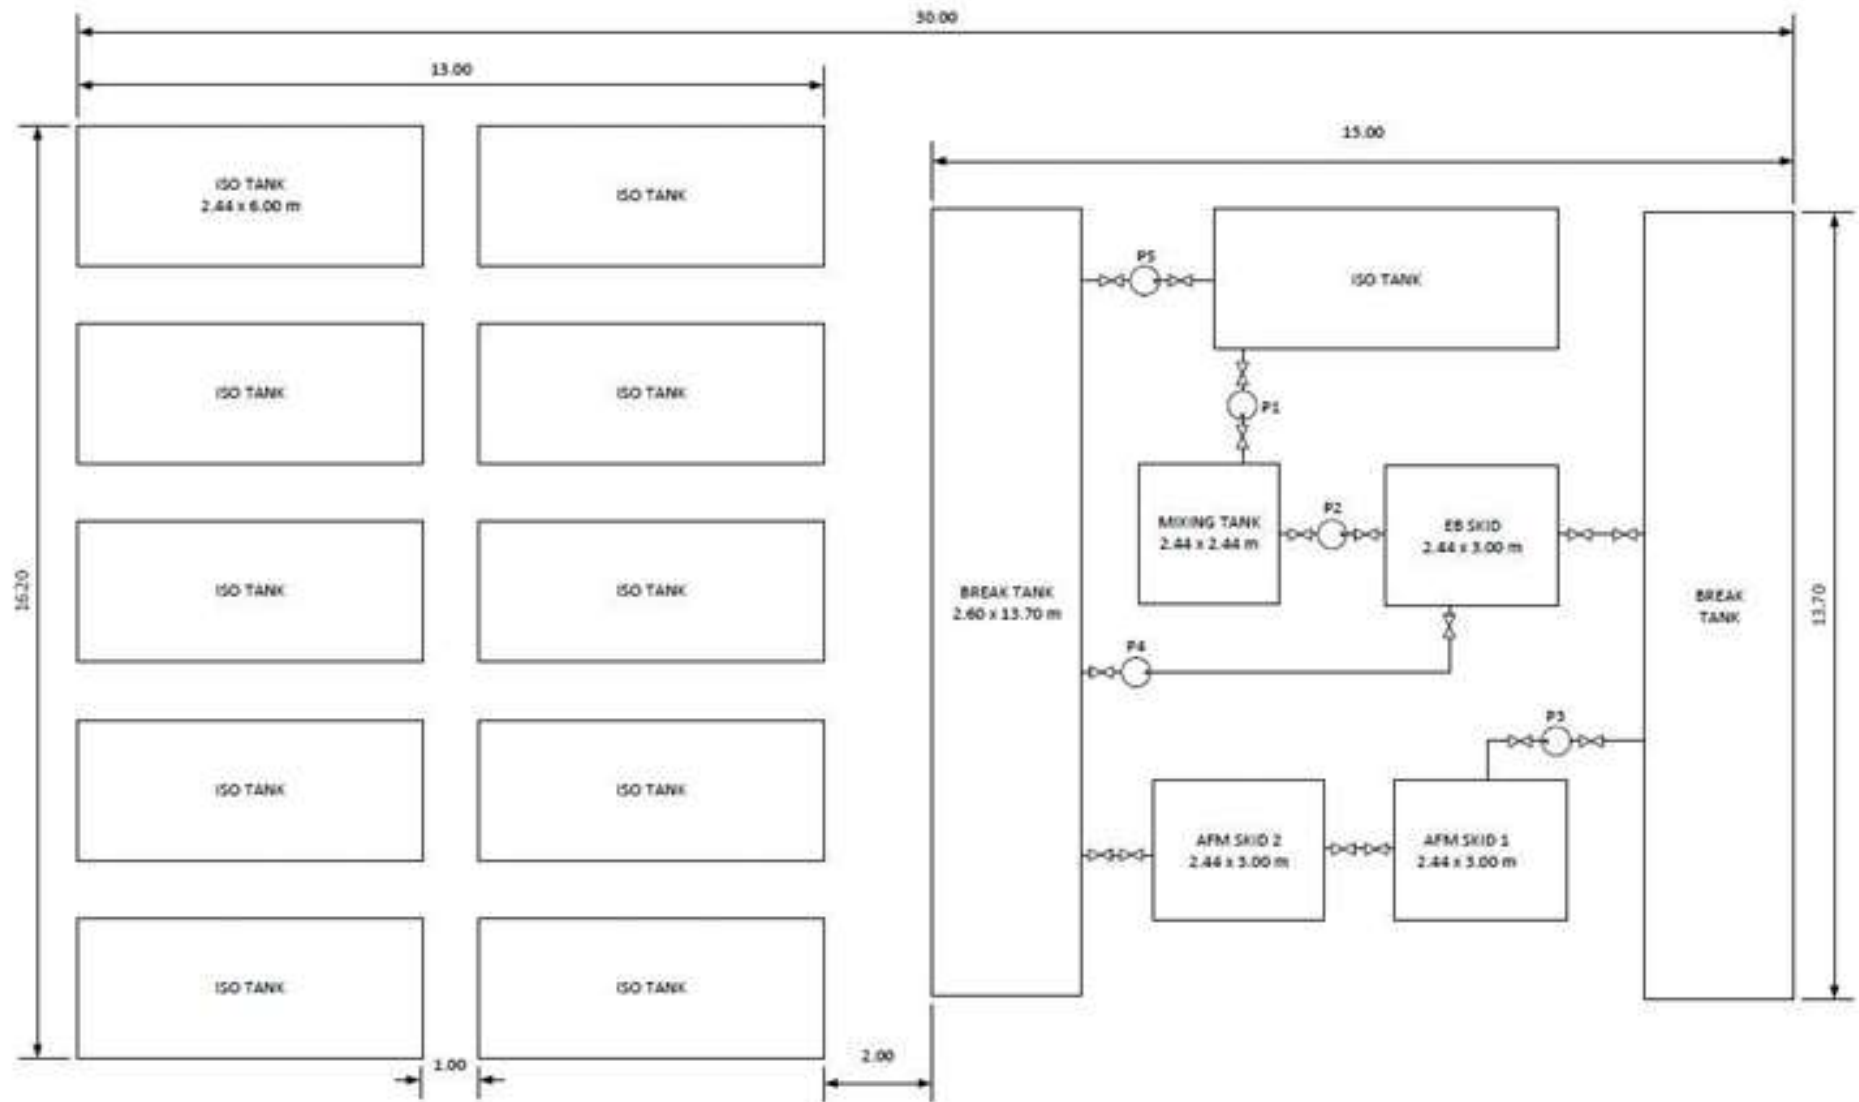 30.00
13.00
15.00
ISO TANK
2.44 x 6.00 m
ISO TANK
P5
ISO TANK
ISO TANK
ISO TANK
P1
MIXING TANK
2.44 x 2.44 m
P2
EB SKID
2.44 x 3.00 m
16.20
ISO TANK
ISO TANK
BREAK TANK
2.60 x 13.70 m
BREAK
TANK
13.70
P4
P3
ISO TANK
ISO TANK
AFM SKID 2
2.44 x 3.00 m
AFM SKID 1
2.44 x 3.00 m
ISO TANK
ISO TANK
1.00
2.00